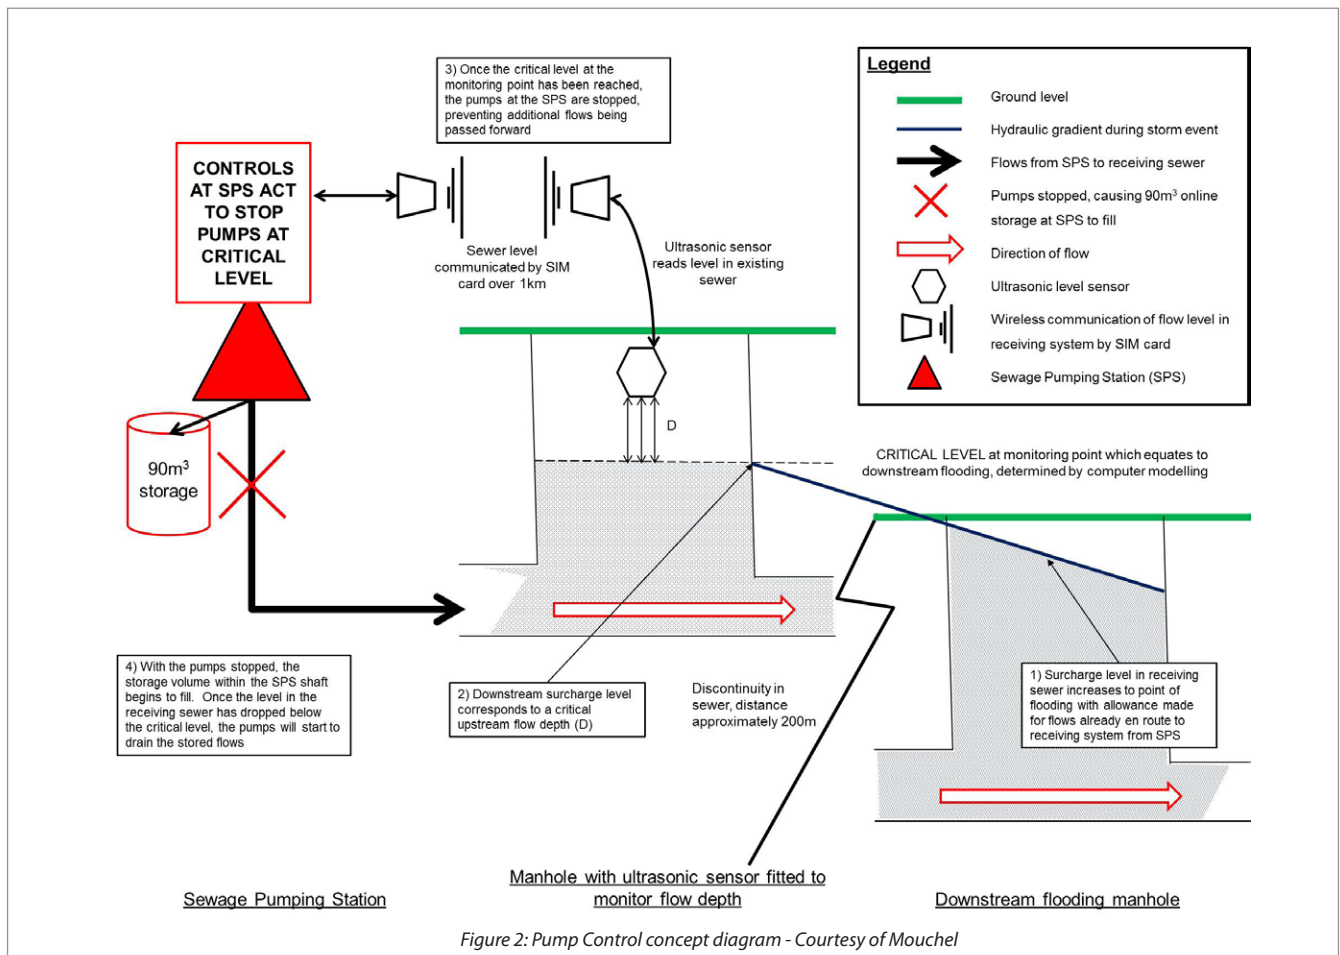 3) Once the critical level at the
monitoring point has been reached,
the pumps at the SPS are stopped,
preventing additional flows being
passed forward
CONTROLS
AT SPS ACT
TO STOP
PUMPS AT
CRITICAL
LEVEL
Sewer level
communicated by SIM
card over 1km
Ultrasonic sensor
reads level in existing
sewer
Legend
Ground level
Hydraulic gradient during storm event
Flows from SPS to receiving sewer
Pumps stopped, causing 90m³ online
storage at SPS to fill
Direction of flow
Ultrasonic level sensor
Wireless communication of flow level in
receiving system by SIM card
Sewage Pumping Station (SPS)
D
90m³
storage
CRITICAL LEVEL at monitoring point which equates to
downstream flooding, determined by computer modelling
4) With the pumps stopped, the
storage volume within the SPS shaft
begins to fill. Once the level in the
receiving sewer has dropped below
the critical level, the pumps will start to
drain the stored flows
2) Downstream surcharge level
corresponds to a critical
upstream flow depth (D)
Discontinuity in
sewer, distance
approximately 200m
1) Surcharge level in receiving
sewer increases to point of
flooding with allowance made
for flows already en route to
receiving system from SPS
Sewage Pumping Station
Manhole with ultrasonic sensor fitted to
monitor flow depth
Downstream flooding manhole
Figure 2: Pump Control concept diagram - Courtesy of Mouchel